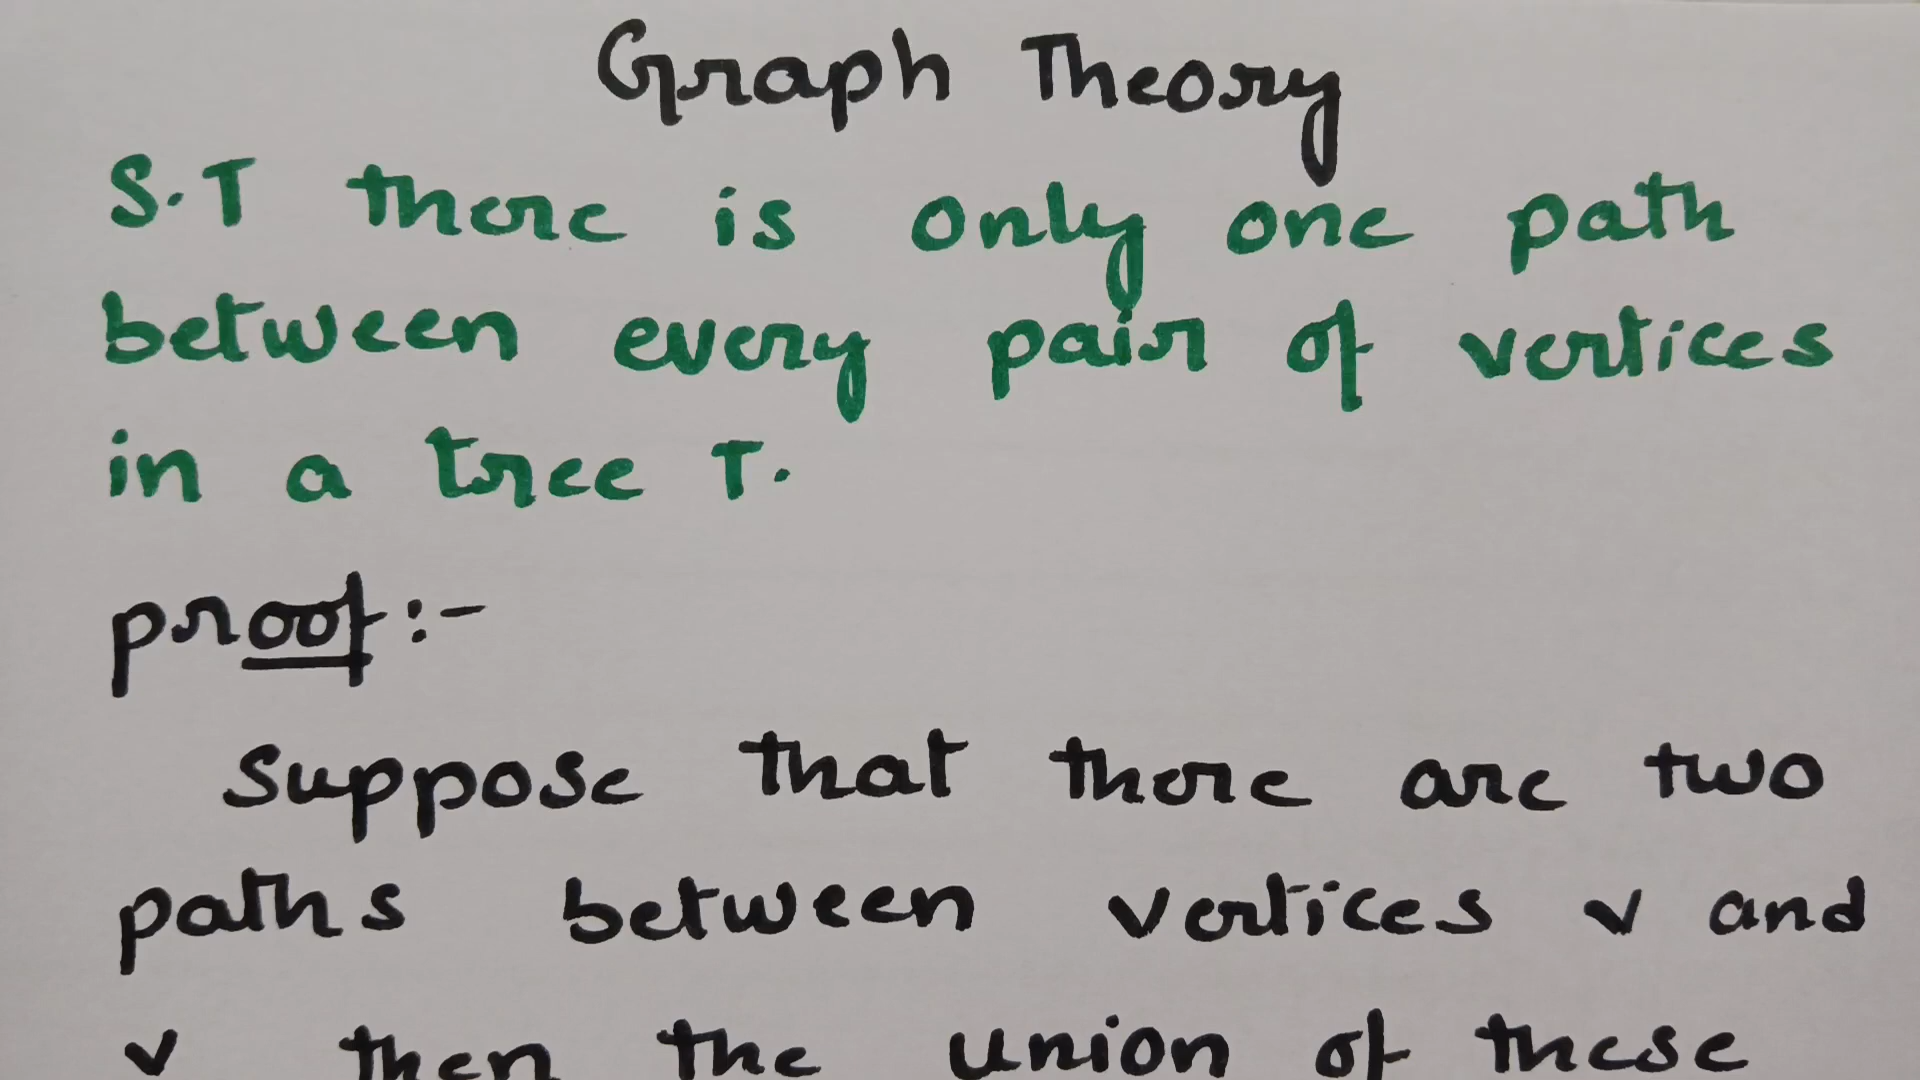 Graph Theory
S.T there is only one path
between every pair of vertices
in a tree T.
proof:-
Suppose that there are two
paths between vertices v and
v then the union of these